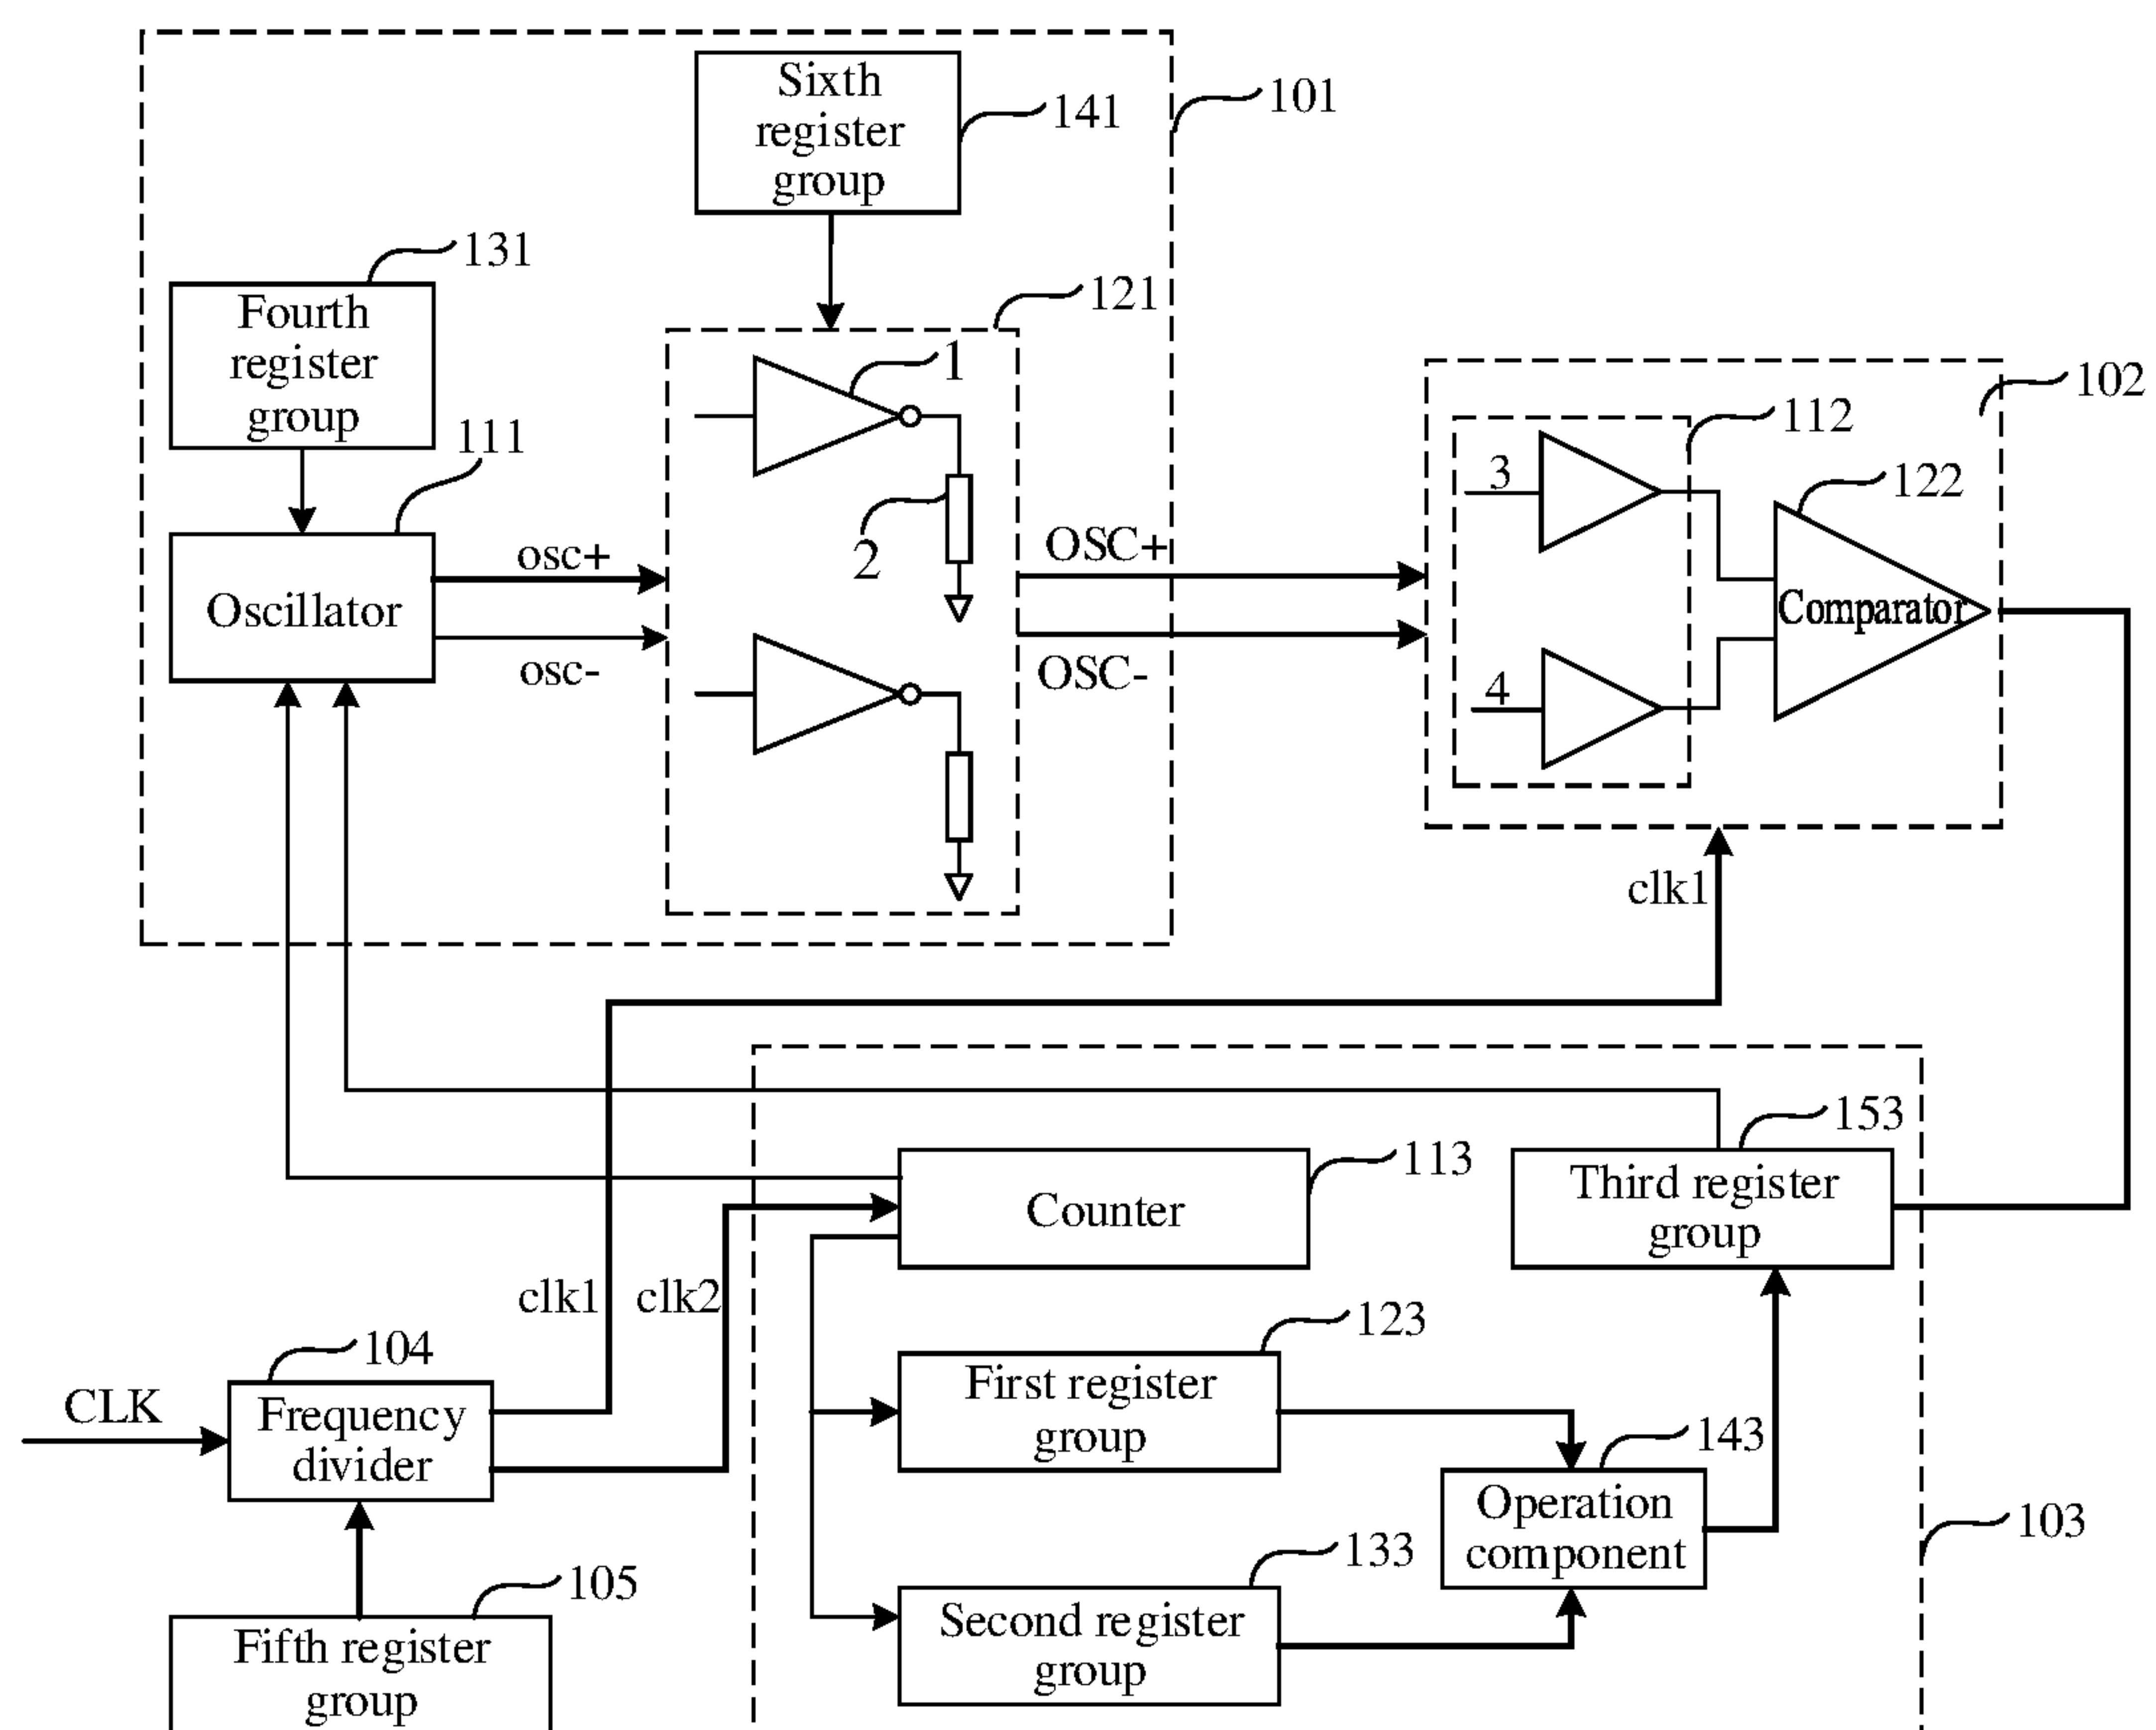 Sixth
register
group
141
101
131
Fourth
register
group
111
121
1
2
osc+
Oscillator
osc-
OSC+
OSC-
102
112
3
122
Comparator
4
clk1
153
113
Third register
group
Counter
clk1
clk2
123
104
First register
group
CLK
Frequency
divider
143
Operation
component
103
133
105
Second register
group
Fifth register
group